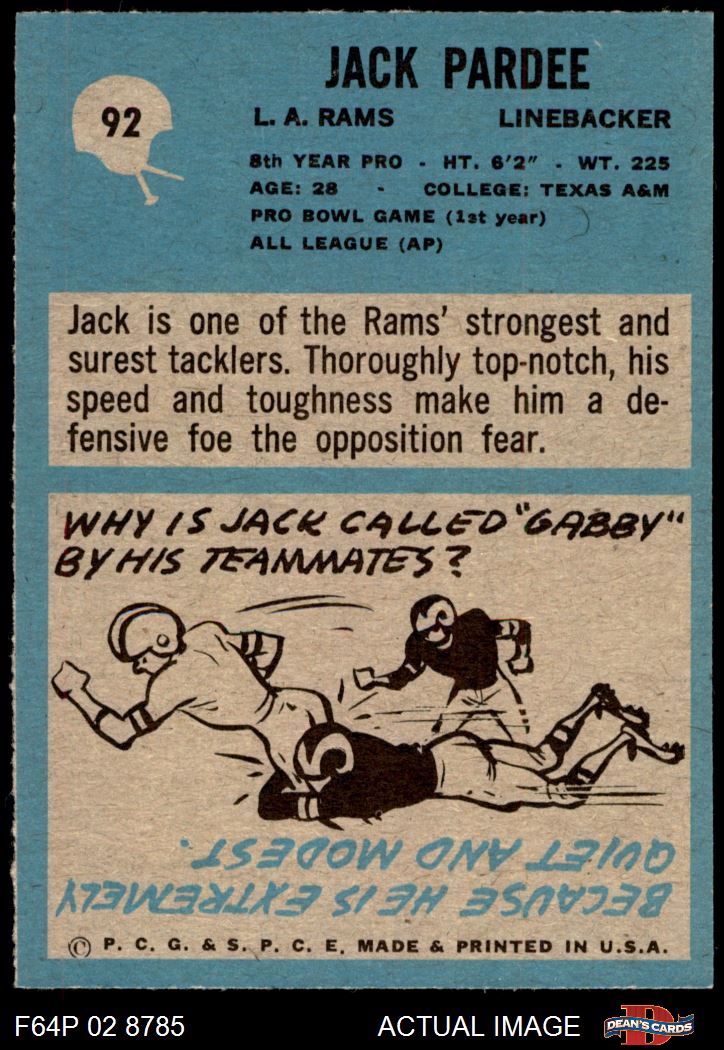 JACK PARDEE
92
L. A. RAMS LINEBACKER
8th YEAR PRO - HT. 6'2" - WT. 225
AGE: 28 - COLLEGE: TEXAS A&M
PRO BOWL GAME (1st year)
ALL LEAGUE (AP)
Jack is one of the Rams' strongest and
surest tacklers. Thoroughly top-notch, his
speed and toughness make him a de-
fensive foe the opposition fear.
WHY IS JACK CALLED "GABBY"
BY HIS TEAMMATES?
BECAUSE HE IS EXTREMELY
QUIET AND MODEST.
© P. C. G. & S. P. C. E. MADE & PRINTED IN U.S.A.
F64P 02 8785 ACTUAL IMAGE D DEAN'S CARDS